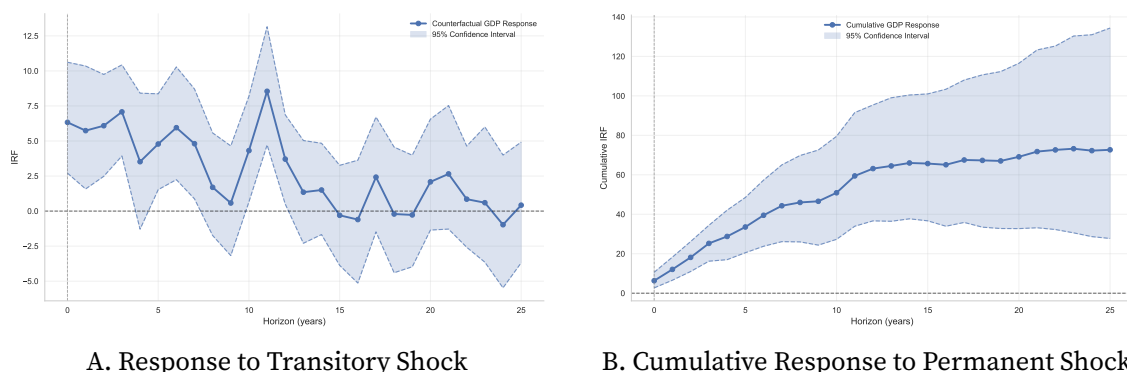 Counterfactual GDP Response
95% Confidence Interval
12.5
10.0
7.5
5.0
2.5
0.0
−2.5
−5.0
IRF
0 5 10 15 20 25
Horizon (years)
A. Response to Transitory Shock
Cumulative GDP Response
95% Confidence Interval
140
120
100
80
60
40
20
0
Cumulative IRF
0 5 10 15 20 25
Horizon (years)
B. Cumulative Response to Permanent Shock